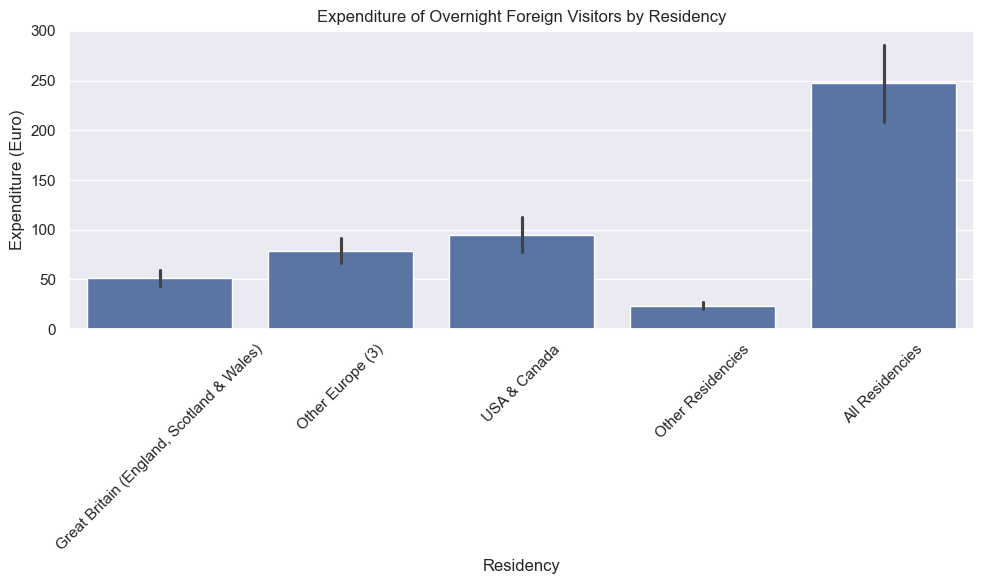 Expenditure of Overnight Foreign Visitors by Residency
Expenditure (Euro)
300
250
200
150
100
50
0
Great Britain (England, Scotland & Wales)
Other Europe (3)
USA & Canada
Other Residencies
All Residencies
Residency